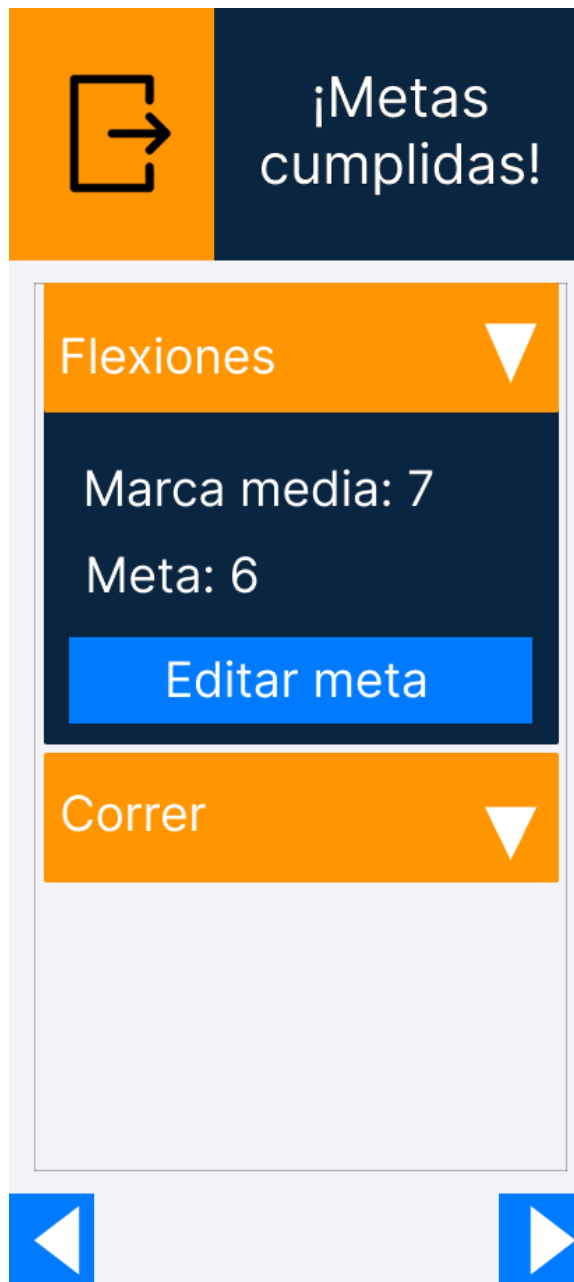 ¡Metas
cumplidas!
Flexiones
Marca media: 7
Meta: 6
Editar meta
Correr